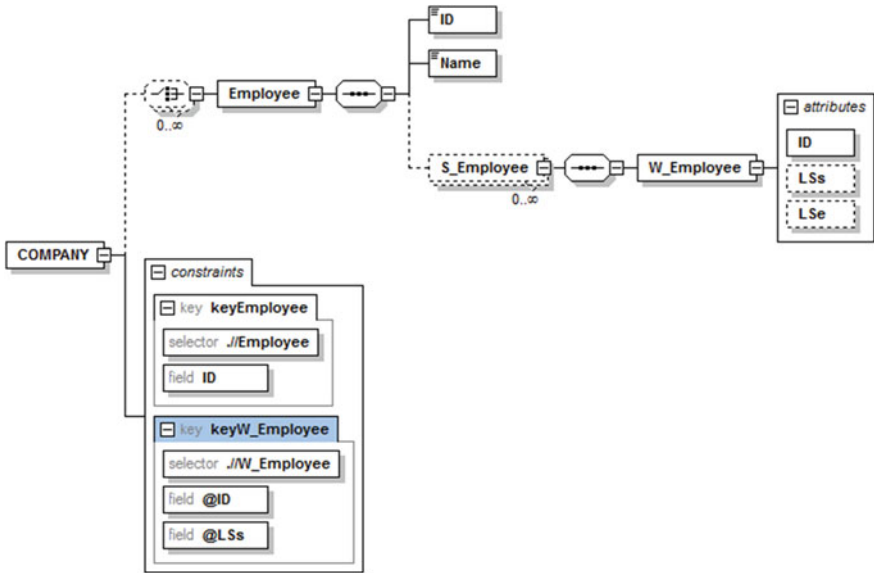 ID
Name
Employee
0..∞
attributes
ID
LSs
LSe
S_Employee
0..∞
W_Employee
COMPANY
constraints
key keyEmployee
selector .//Employee
field ID
key keyW_Employee
selector .//W_Employee
field @ID
field @LSs